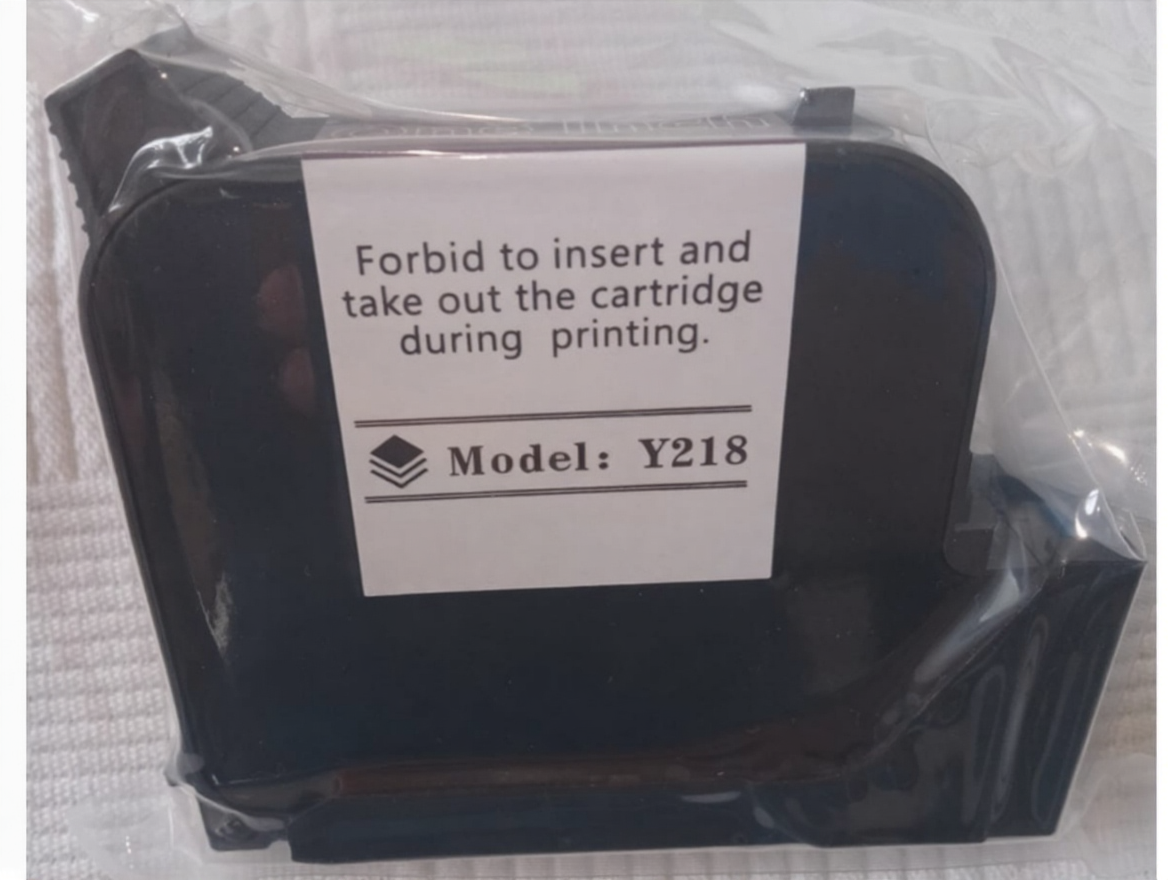 Forbid to insert and
take out the cartridge
during printing.
Model: Y218